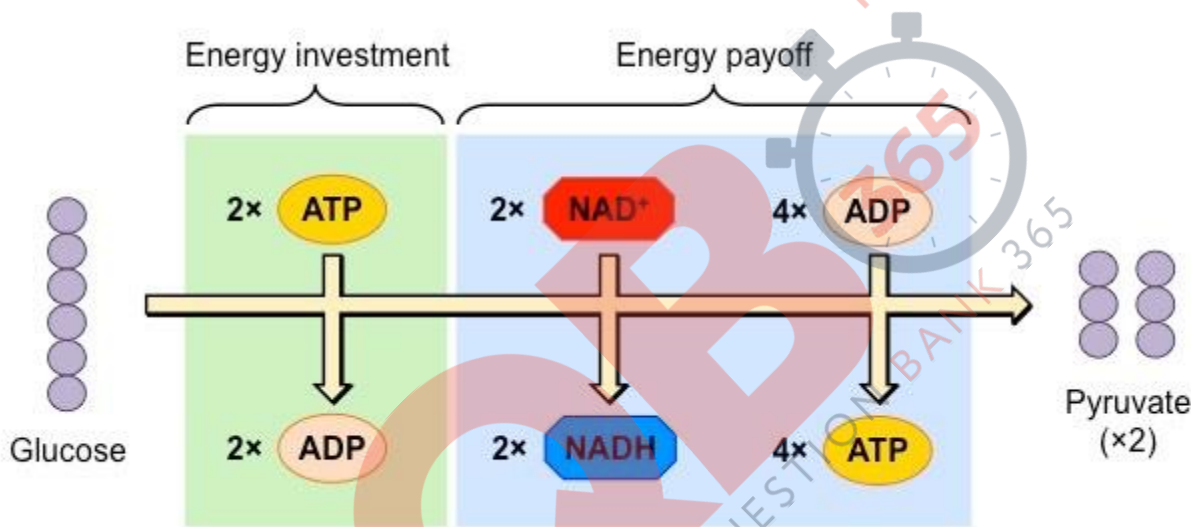 Energy investment
Energy payoff
2× ATP
2× NAD⁺
4× ADP
2× ADP
2× NADH
4× ATP
Glucose
Pyruvate
(×2)
365
QUESTION BANK 365